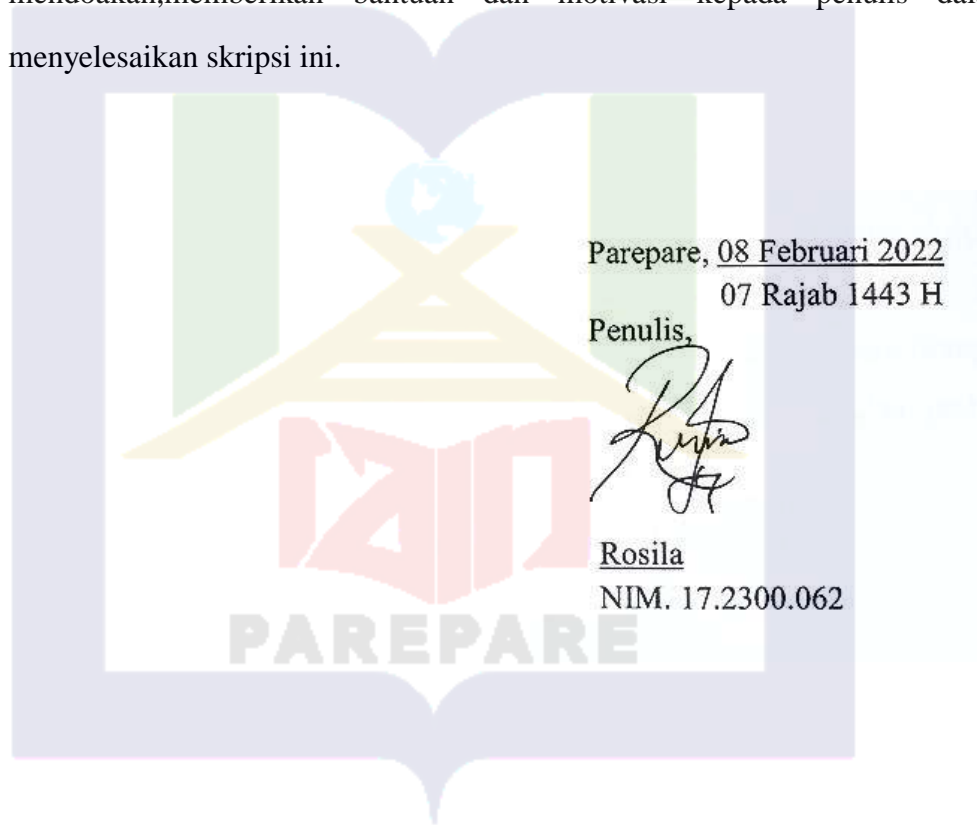 mendoakan,memberikan bantuan dan motivasi kepada penulis
menyelesaikan skripsi ini.
Parepare, 08 Februari 2022
07 Rajab 1443 H
Penulis,
Rosila
NIM. 17.2300.062
iain
PAREPARE